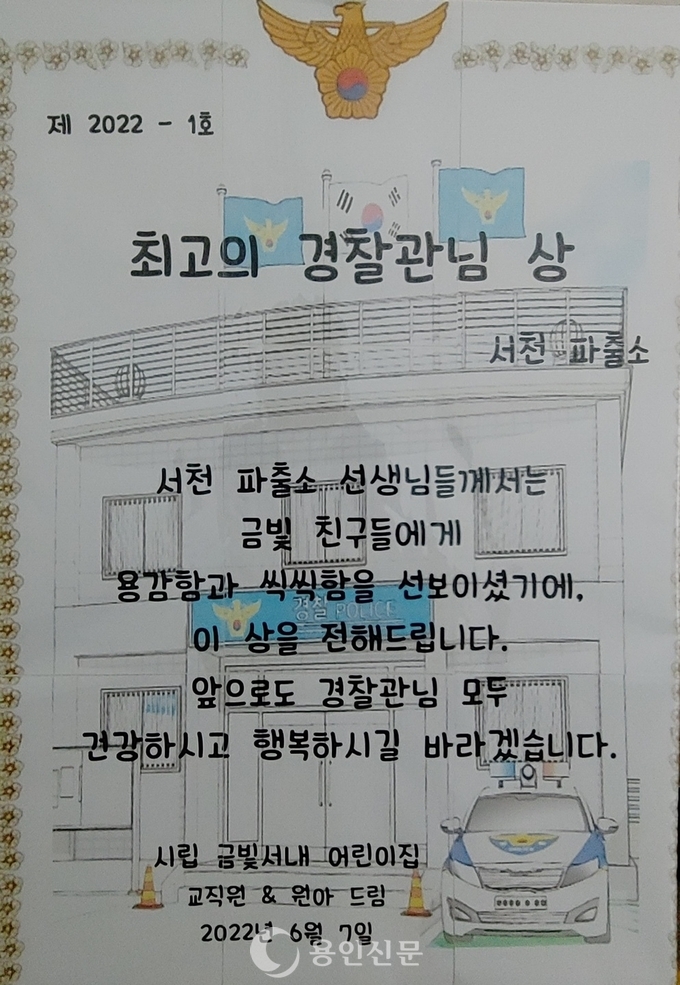 제 2022 - 1호
최고의 경찰관님 상
서천 파출소
서천 파출소 선생님들께서는
금빛 친구들에게
용감함과 씩씩함을 선보이셨기에,
경찰 POLICE
이 상을 전해드립니다.
앞으로도 경찰관님 모두
건강하시고 행복하시길 바라겠습니다.
시립 금빛서내 어린이집
교직원 & 원아 드림
2022년 6월 7일
용인신문